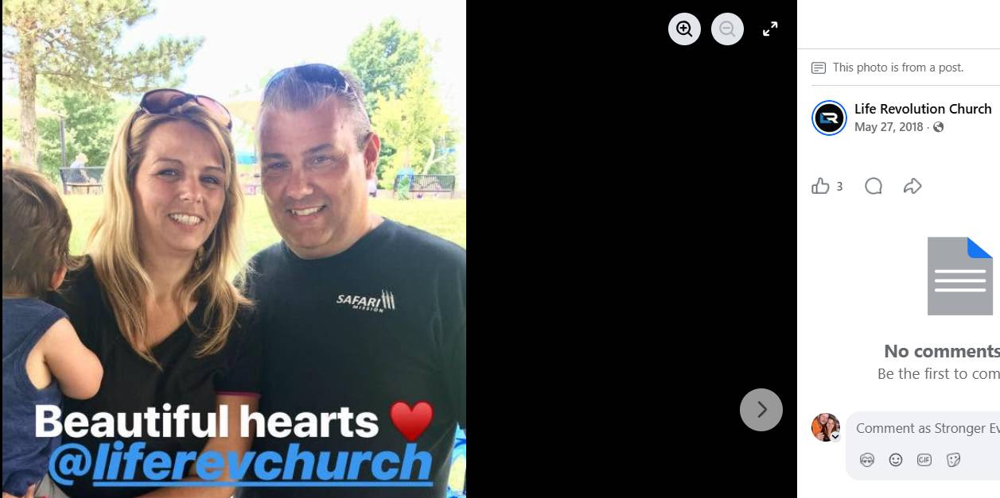 This photo is from a post.
Life Revolution Church
May 27, 2018 ·
3
SAFARI
MISSION
No comments
Be the first to com
Beautiful hearts
@liferevchurch
Comment as Stronger Ev
GIF